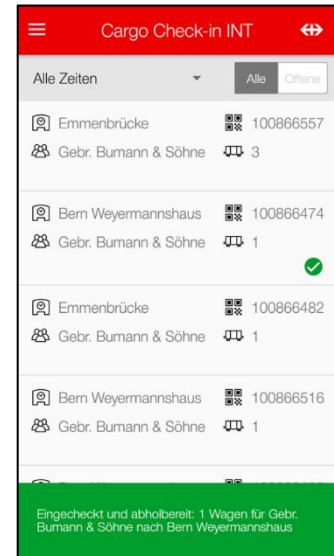 Cargo Check-in INT
Alle Zeiten Alle Offene
Emmenbrücke 100866557
Gebr. Bumann & Söhne 3
Bern Weyermannshaus 100866474
Gebr. Bumann & Söhne 1
Emmenbrücke 100866482
Gebr. Bumann & Söhne 1
Bern Weyermannshaus 100866516
Gebr. Bumann & Söhne 1
Eingecheckt und abholbereit: 1 Wagen für Gebr.
Bumann & Söhne nach Bern Weyermannshaus